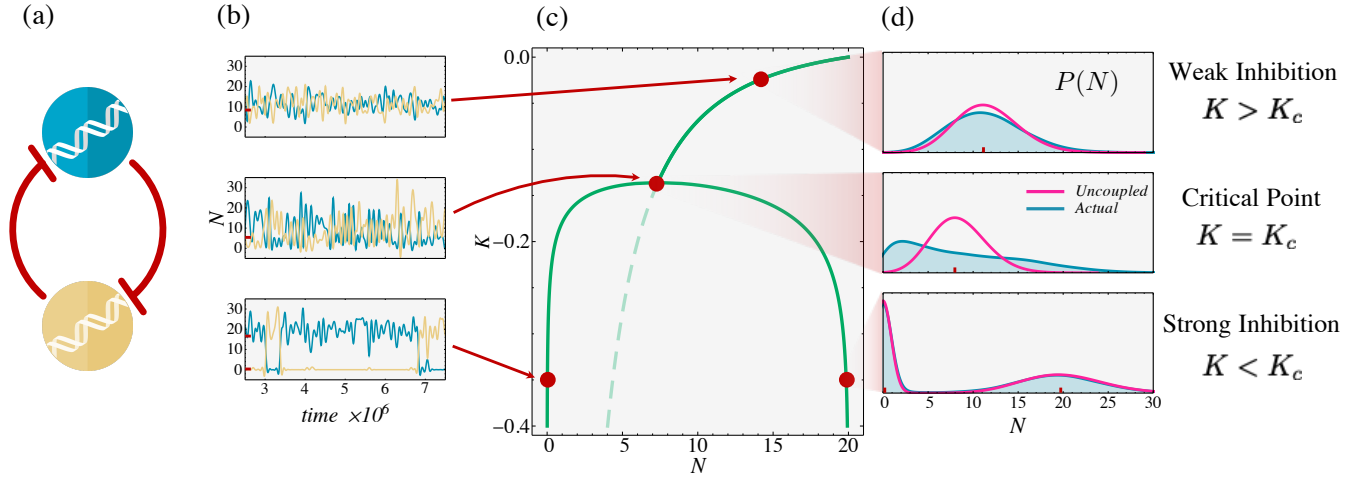 (a)
(b)
(c)
(d)
30
20
10
0
30
20
10
0
N
30
20
10
0
3 4 5 6 7
time ×10⁶
0.0
−0.2
−0.4
K
0 5 10 15 20
N
P(N)
Uncoupled
Actual
0 5 10 15 20 25 30
N
Weak Inhibition
K > K_c
Critical Point
K = K_c
Strong Inhibition
K < K_c